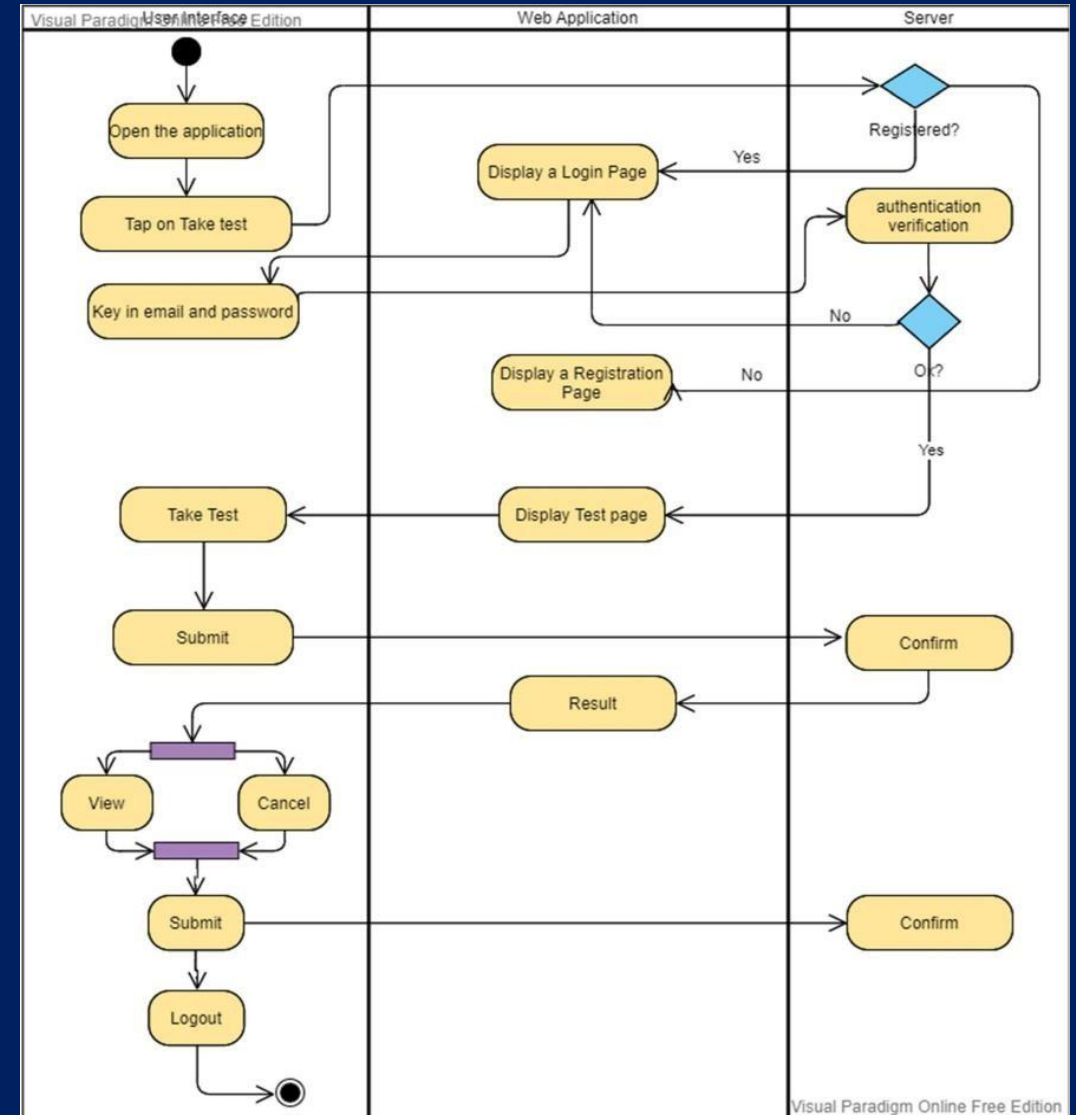 Visual Paradigm Online Free Edition
User Interface
Web Application
Server
Open the application
Registered?
Yes
Display a Login Page
Tap on Take test
authentication
verification
Key in email and password
No
Ok?
Display a Registration
Page
No
Yes
Take Test
Display Test page
Submit
Confirm
Result
View
Cancel
Submit
Confirm
Logout
Visual Paradigm Online Free Edition